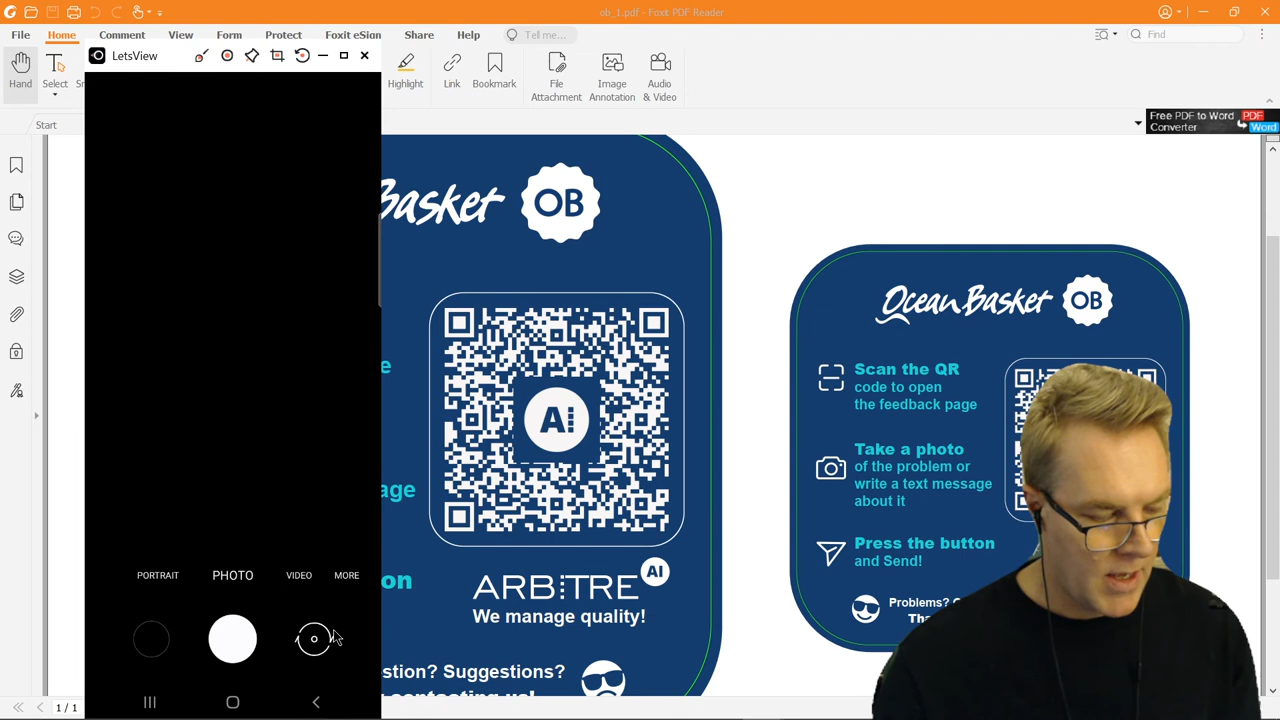 ob_1.pdf - Foxit PDF Reader
File
Home
Comment
View
Form
Protect
Foxit eSign
Share
Help
Tell me...
Find
Hand
Select
LetsView
Highlight
Link
Bookmark
File
Attachment
Image
Annotation
Audio
& Video
Start
Free PDF to Word
Converter
PDF
Word
PORTRAIT
PHOTO
VIDEO
MORE
1 / 1
Basket
OB
AI
age
on
ARBITRE
AI
We manage quality!
stion? Suggestions?
contacting us!
Ocean Basket
OB
Scan the QR
code to open
the feedback page
Take a photo
of the problem or
write a text message
about it
Press the button
and Send!
Problems?